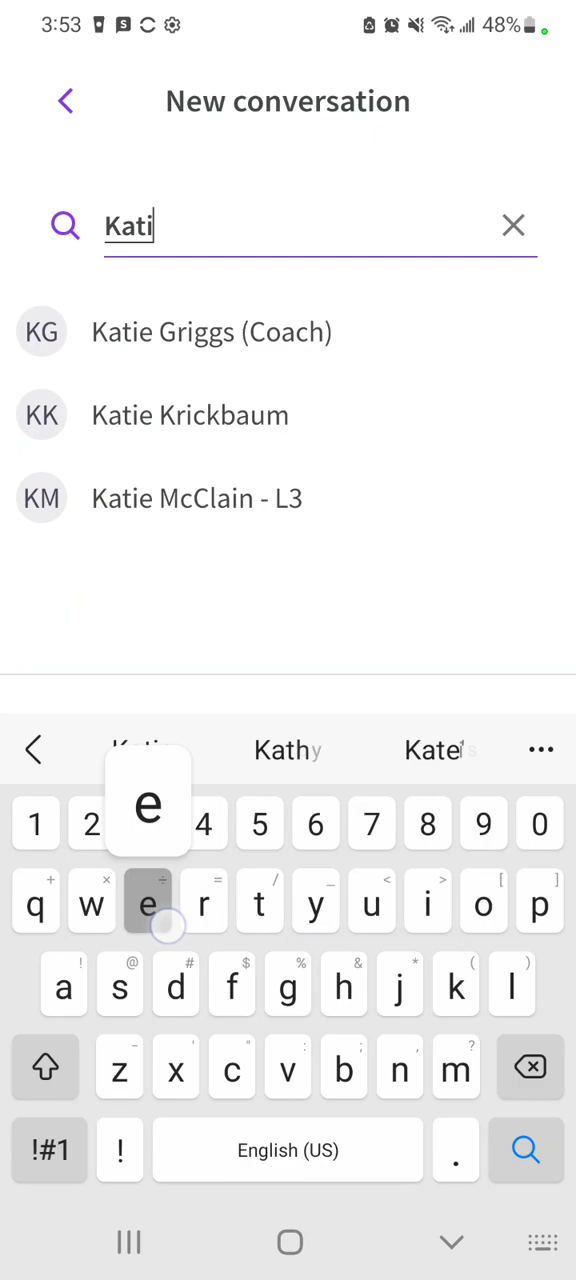 3:53 S 48%
New conversation
Kati
KG Katie Griggs (Coach)
KK Katie Krickbaum
KM Katie McClain - L3
Kathy Kate's
e
1 2 4 5 6 7 8 9 0
+ × ÷ = / _ < > [ ]
q w e r t y u i o p
! @ # $ % & * ( )
a s d f g h j k l
- ' " : ; , ?
z x c v b n m
!#1 ! English (US) .